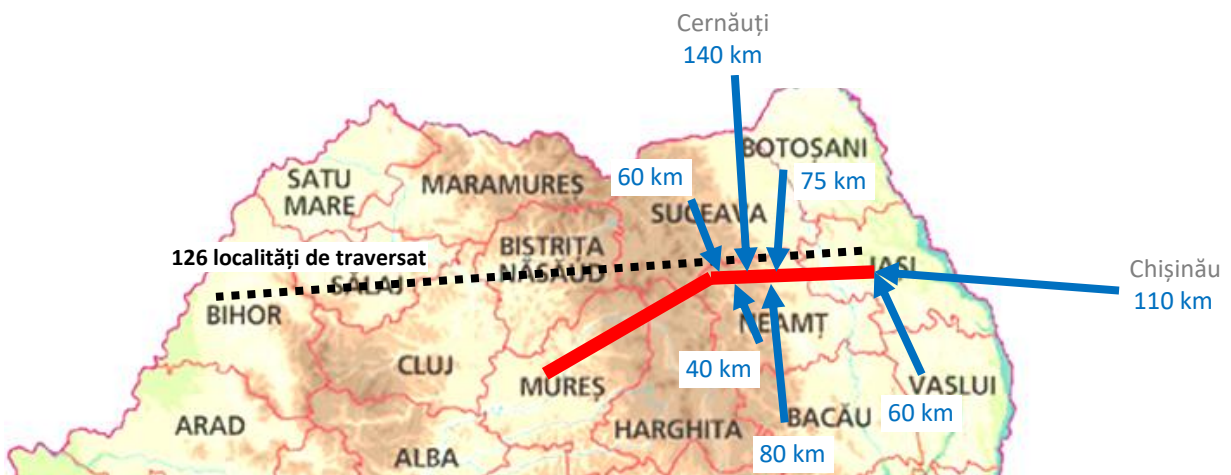 Cernăuți
140 km
BOTOȘANI
SATU
MARE
MARAMUREȘ
60 km
75 km
SUCEAVA
126 localități de traversat
BISTRIȚA
NĂSĂUD
SĂLAJ
IAȘI
Chișinău
110 km
BIHOR
NEAMȚ
CLUJ
40 km
MUREȘ
VASLUI
60 km
ARAD
HARGHITA
BACĂU
ALBA
80 km